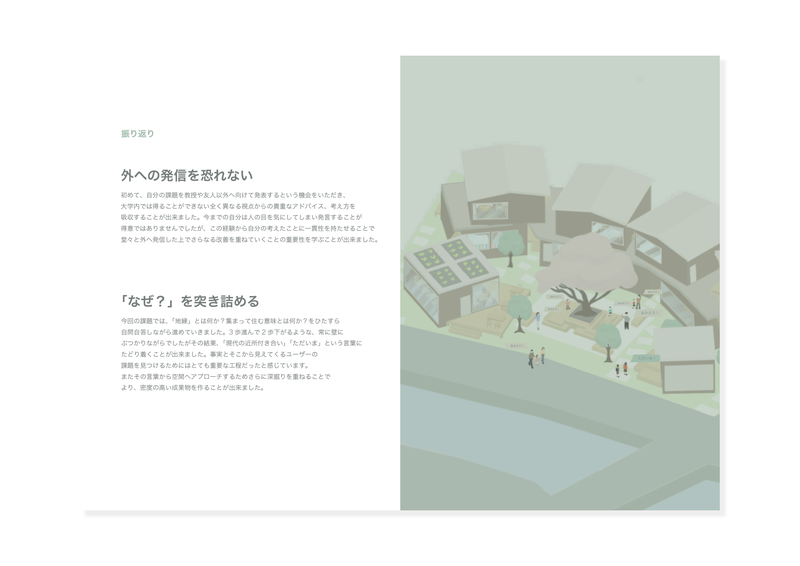 振り返り
外への発信を恐れない
初めて、自分の課題を教授や友人以外へ向けて発表するという機会をいただき、
大学内では得ることができない全く異なる視点からの貴重なアドバイス、考え方を
吸収することが出来ました。今までの自分は人の目を気にしてしまい発言することが
得意ではありませんでしたが、この経験から自分の考えたことに一貫性を持たせることで
堂々と外へ発信した上でさらなる改善を重ねていくことの重要性を学ぶことが出来ました。
「なぜ？」を突き詰める
今回の課題では、「地縁」とは何か？集まって住む意味とは何か？をひたすら
自問自答しながら進めていきました。3 歩進んで 2 歩下がるような、常に壁に
ぶつかりながらでしたがその結果、「現代の近所付き合い」「ただいま」という言葉に
たどり着くことが出来ました。事実とそこから見えてくるユーザーの
課題を見つけるためにはとても重要な工程だったと感じています。
またその言葉から空間へアプローチするためさらに深掘りを重ねることで
より、密度の高い成果物を作ることが出来ました。